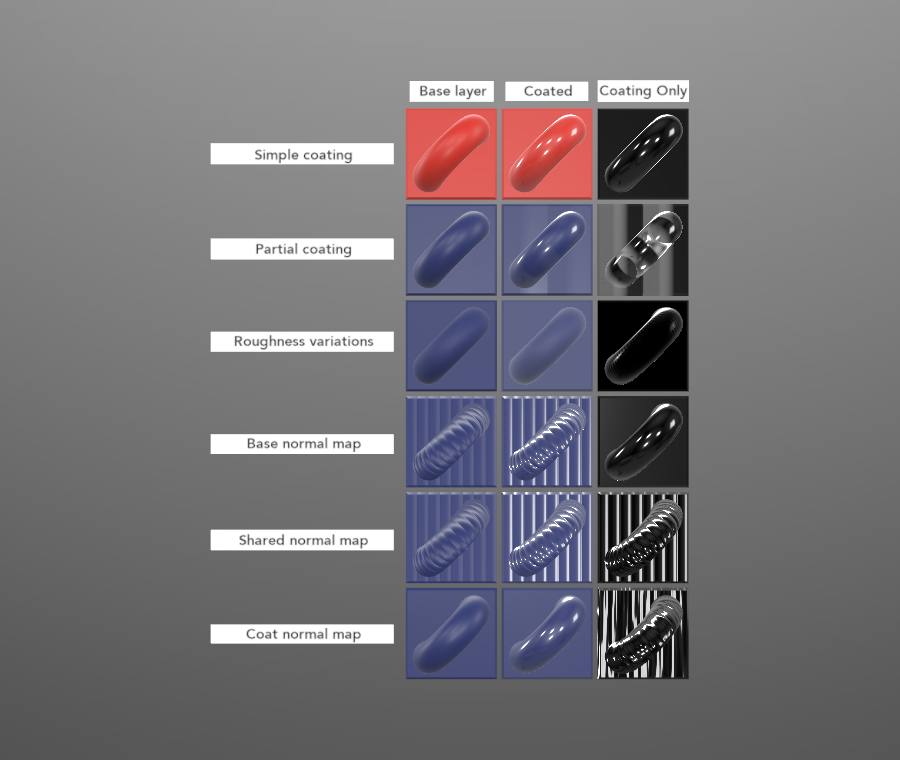 Base layer Coated Coating Only
Simple coating
Partial coating
Roughness variations
Base normal map
Shared normal map
Coat normal map